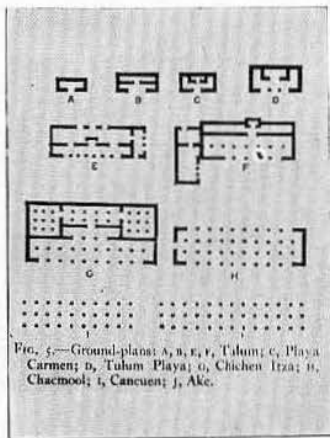 A B C D
E F
G H
I J
FIG. 5.—Ground-plans: A, B, E, F, Tulum; C, Playa
Carmen; D, Tulum Playa; G, Chichen Itza; H,
Chacmool; I, Cancuen; J, Ake.